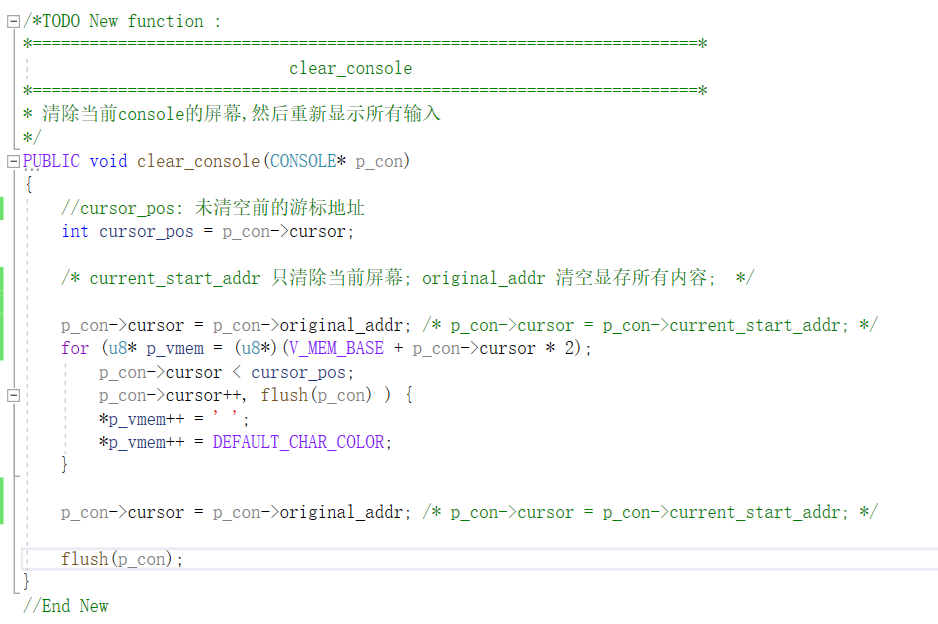 /*TODO New function :
*======================================================================*
clear_console
*======================================================================*
* 清除当前console的屏幕,然后重新显示所有输入
*/
PUBLIC void clear_console(CONSOLE* p_con)
{
//cursor_pos: 未清空前的游标地址
int cursor_pos = p_con->cursor;
/* current_start_addr 只清除当前屏幕; original_addr 清空显存所有内容;  */
p_con->cursor = p_con->original_addr; /* p_con->cursor = p_con->current_start_addr; */
for (u8* p_vmem = (u8*)(V_MEM_BASE + p_con->cursor * 2);
p_con->cursor < cursor_pos;
p_con->cursor++, flush(p_con) ) {
*p_vmem++ = ' ';
*p_vmem++ = DEFAULT_CHAR_COLOR;
}
p_con->cursor = p_con->original_addr; /* p_con->cursor = p_con->current_start_addr; */
flush(p_con);
}
//End New